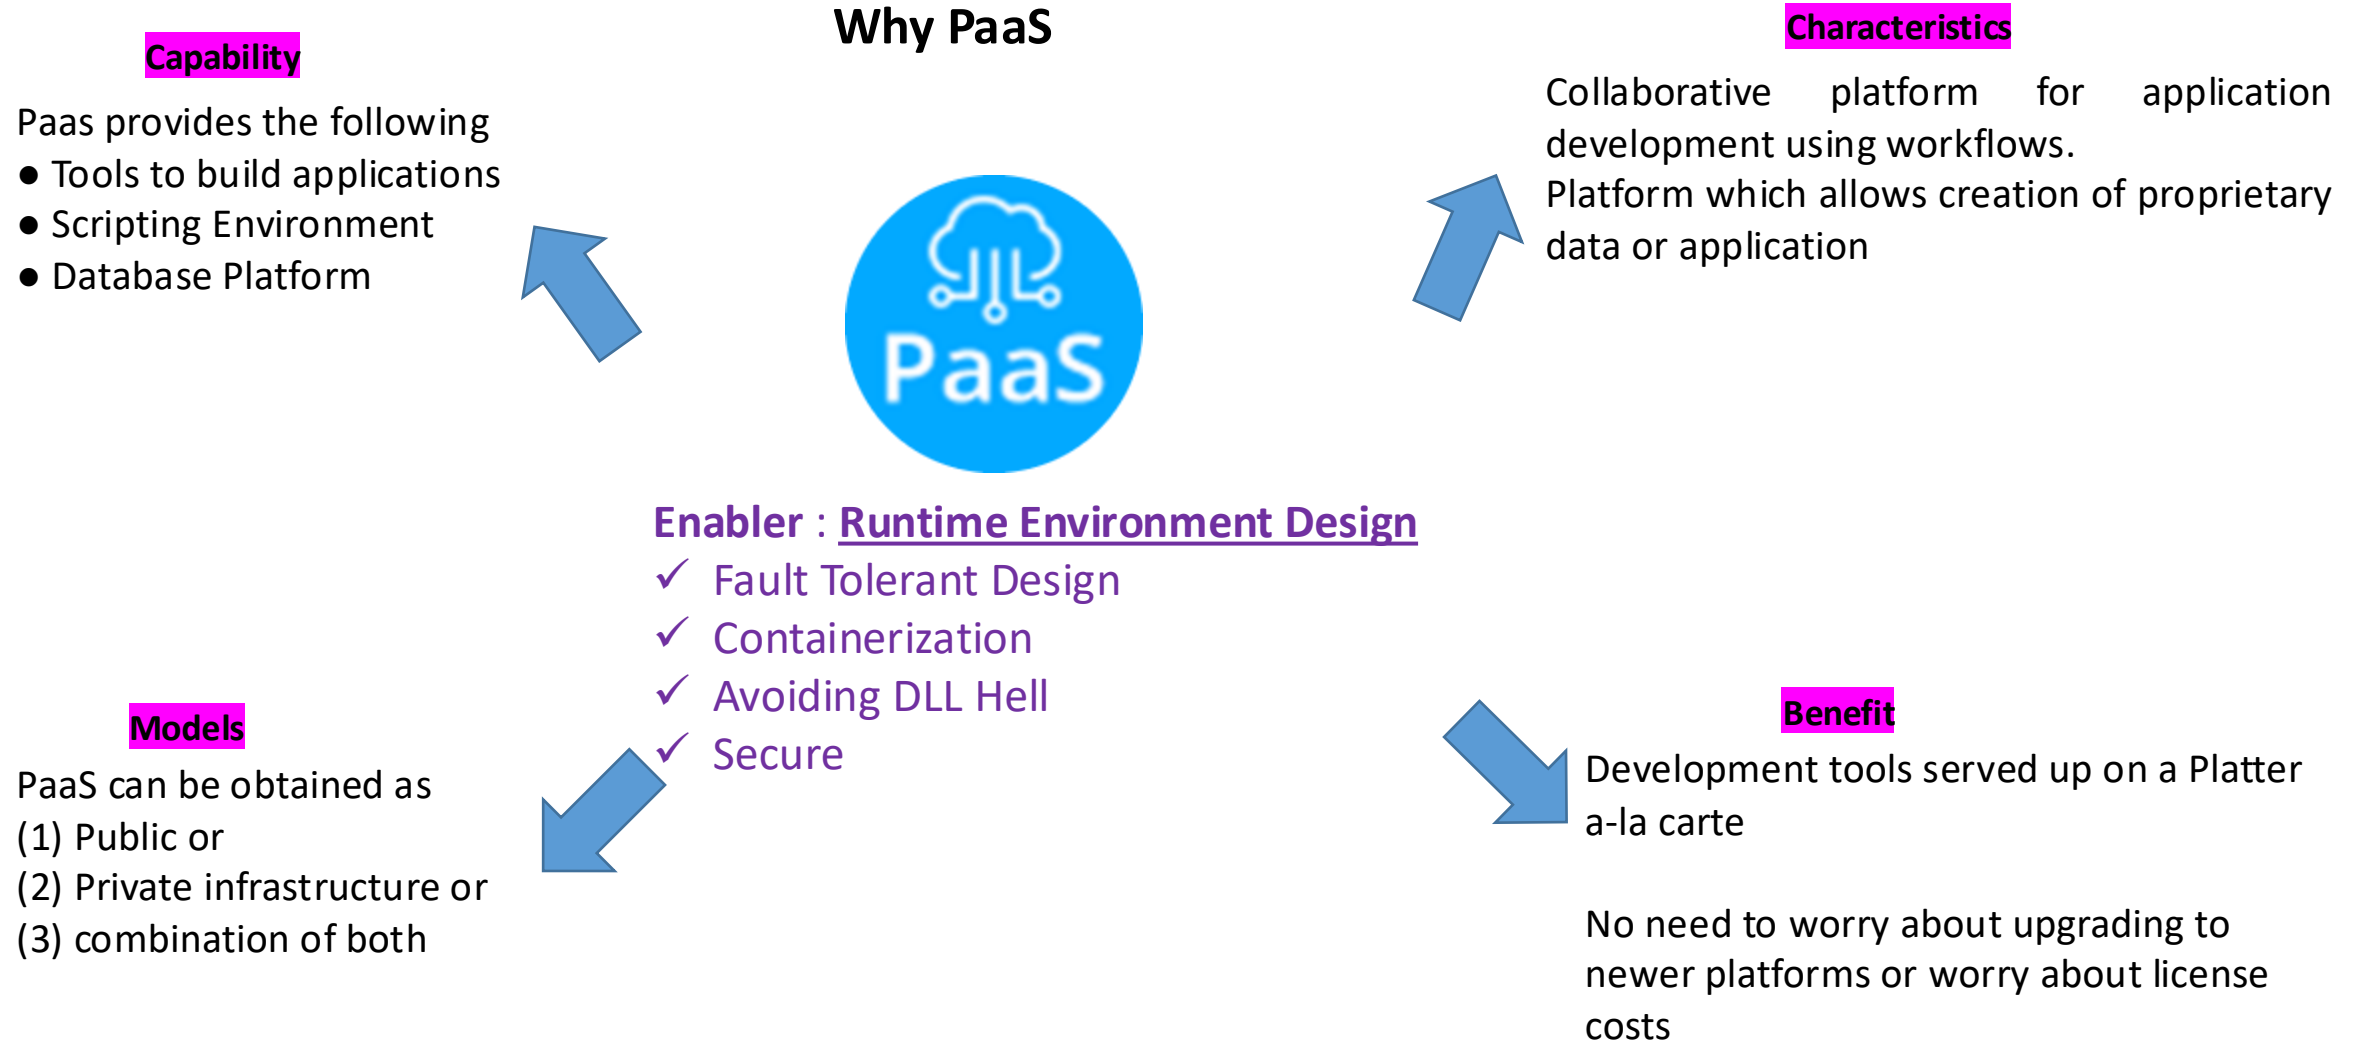 Why PaaS
Capability
Paas provides the following
● Tools to build applications
● Scripting Environment
● Database Platform
Characteristics
Collaborative platform for application
development using workflows.
Platform which allows creation of proprietary
data or application
PaaS
Enabler : Runtime Environment Design
✓ Fault Tolerant Design
✓ Containerization
✓ Avoiding DLL Hell
✓ Secure
Models
PaaS can be obtained as
(1) Public or
(2) Private infrastructure or
(3) combination of both
Benefit
Development tools served up on a Platter
a-la carte
No need to worry about upgrading to
newer platforms or worry about license
costs